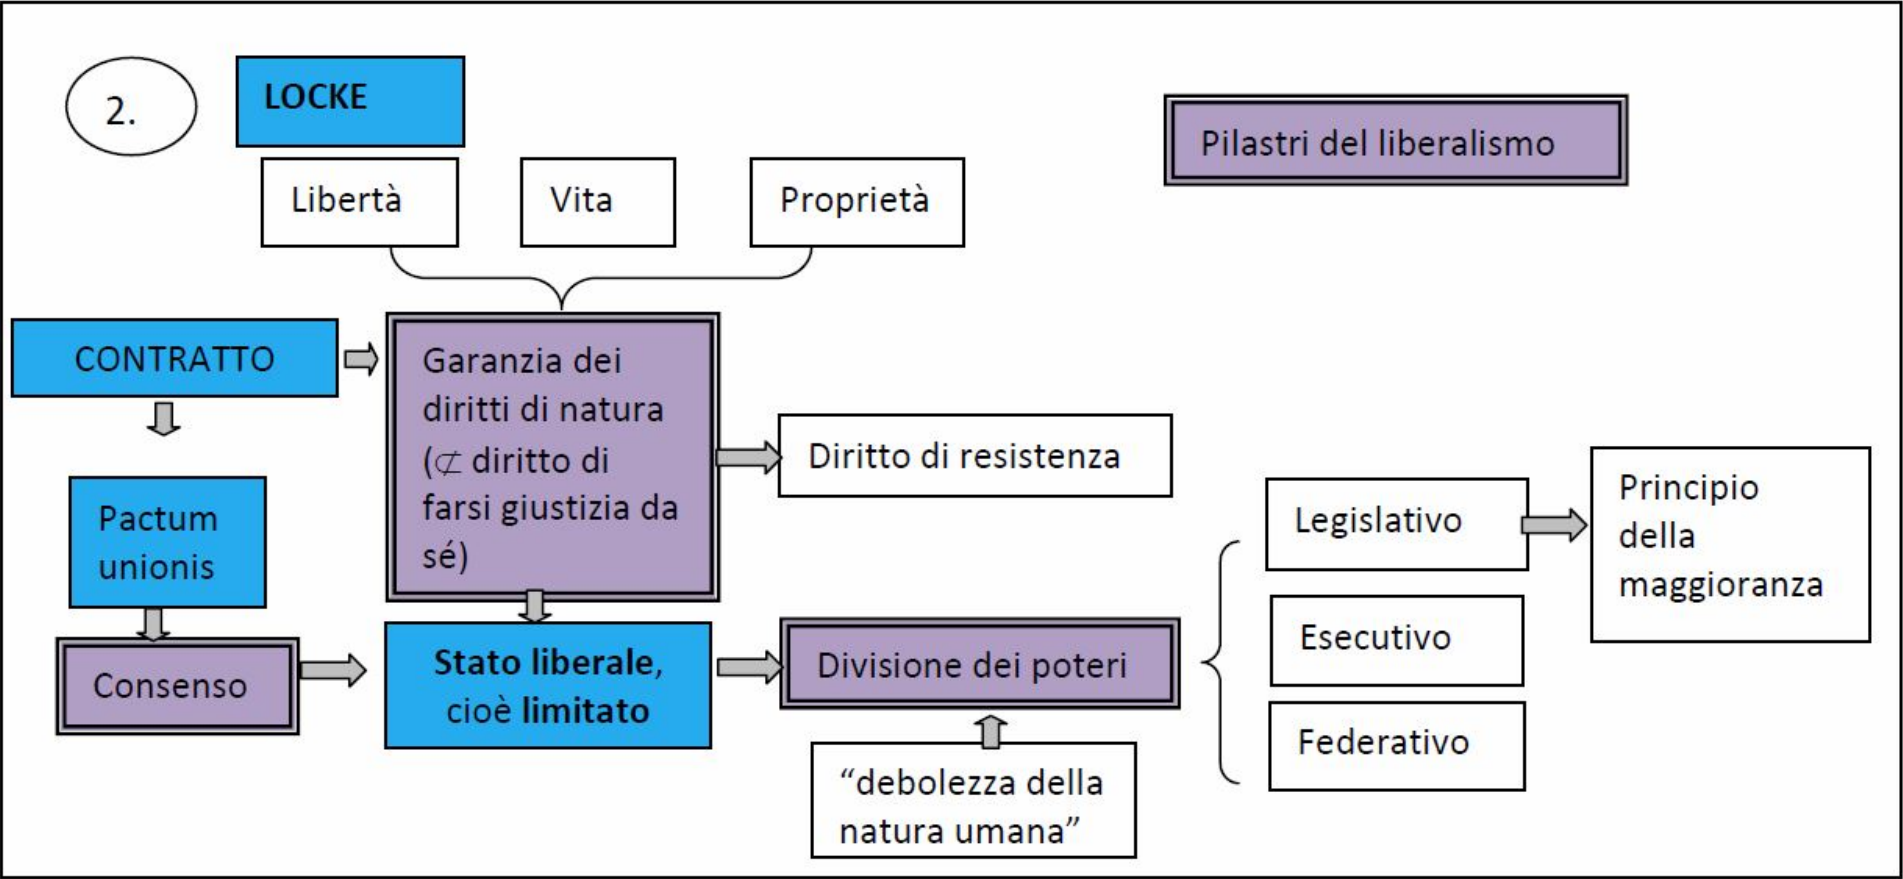 2.
LOCKE
Pilastri del liberalismo
Libertà
Vita
Proprietà
CONTRATTO
Garanzia dei
diritti di natura
(⊄ diritto di
farsi giustizia da
sé)
Diritto di resistenza
Pactum
unionis
Legislativo
Principio
della
maggioranza
Consenso
Stato liberale,
cioè limitato
Divisione dei poteri
Esecutivo
Federativo
“debolezza della
natura umana”